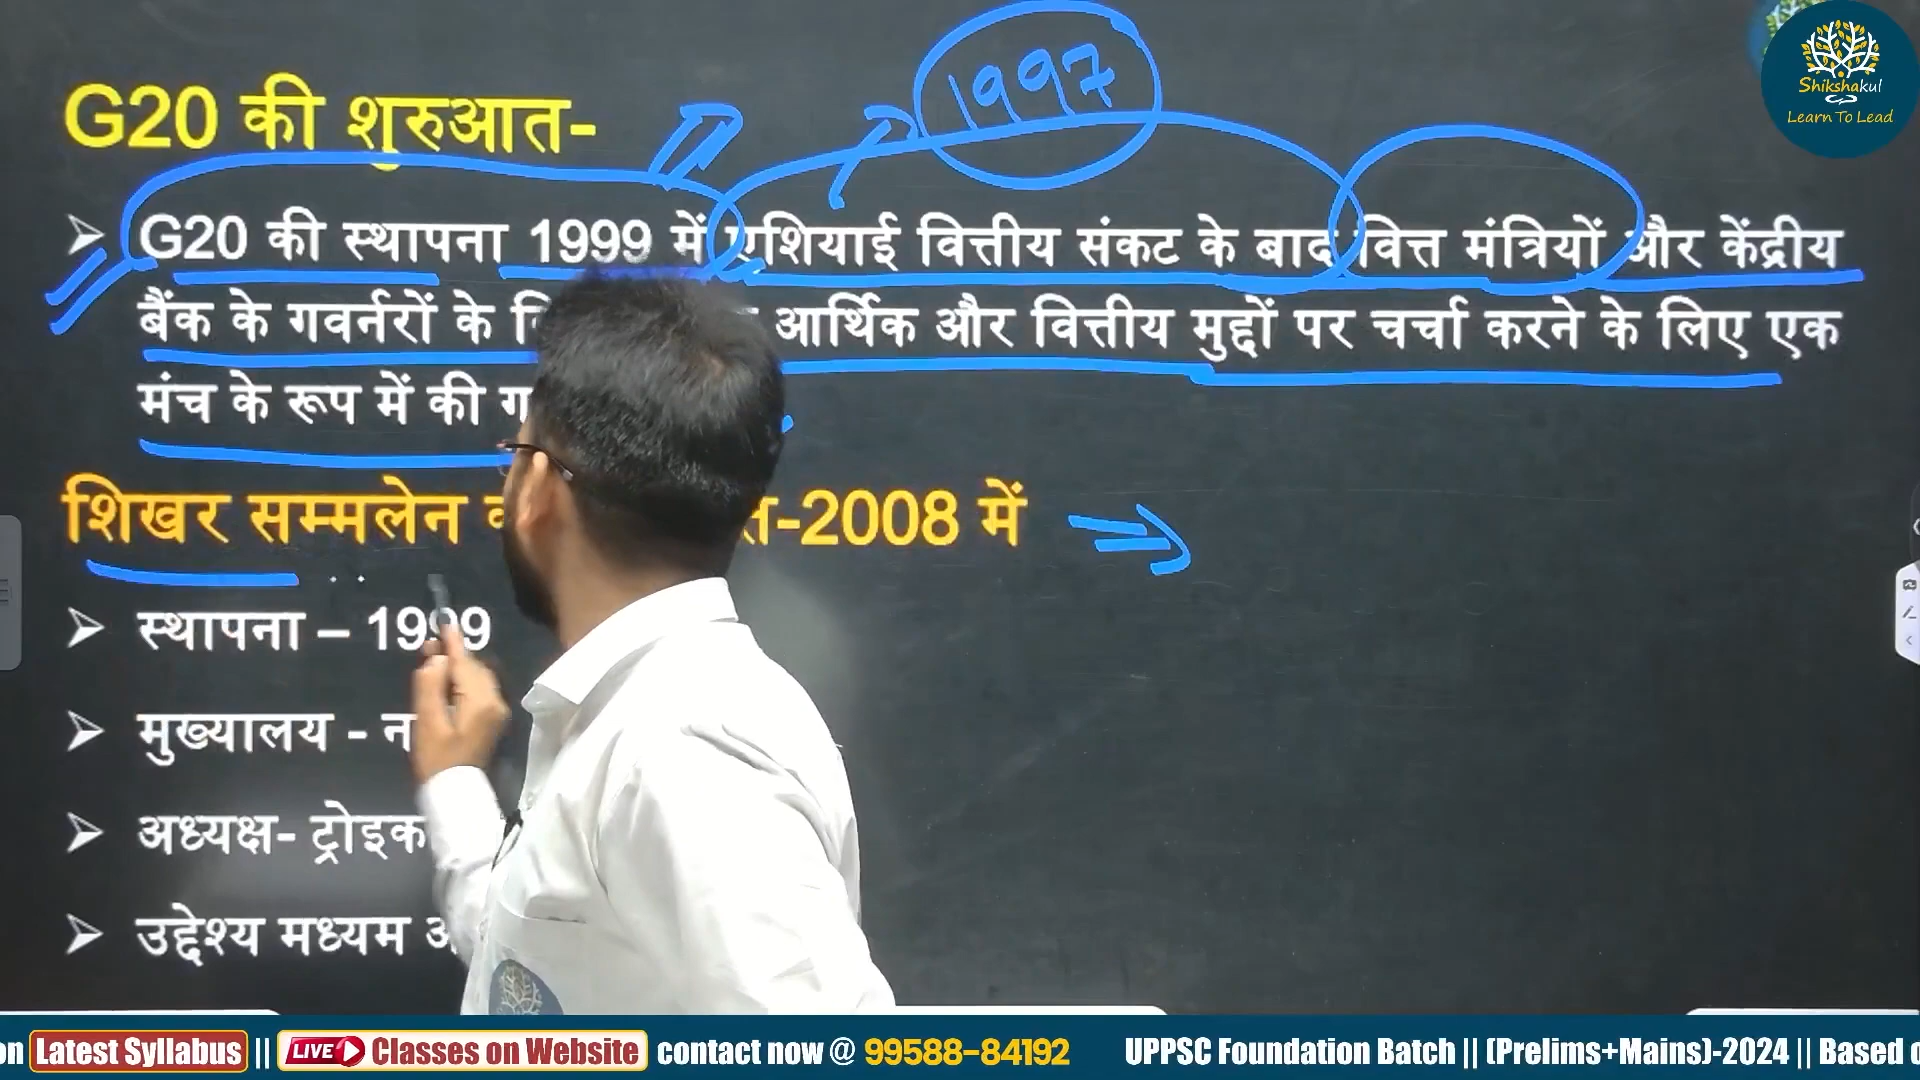 1997
Shikshakul
Learn To Lead
G20 की शुरुआत-
G20 की स्थापना 1999 में एशियाई वित्तीय संकट के बाद वित्त मंत्रियों और केंद्रीय
बैंक के गवर्नरों के आर्थिक और वित्तीय मुद्दों पर चर्चा करने के लिए एक
मंच के रूप में की
शिखर सम्मलेन -2008 में
स्थापना – 1999
मुख्यालय -
अध्यक्ष-
उद्देश्य मध्यम
Latest Syllabus || LIVE Classes on Website contact now @ 99588-84192 UPPSC Foundation Batch || (Prelims+Mains)-2024 || Based